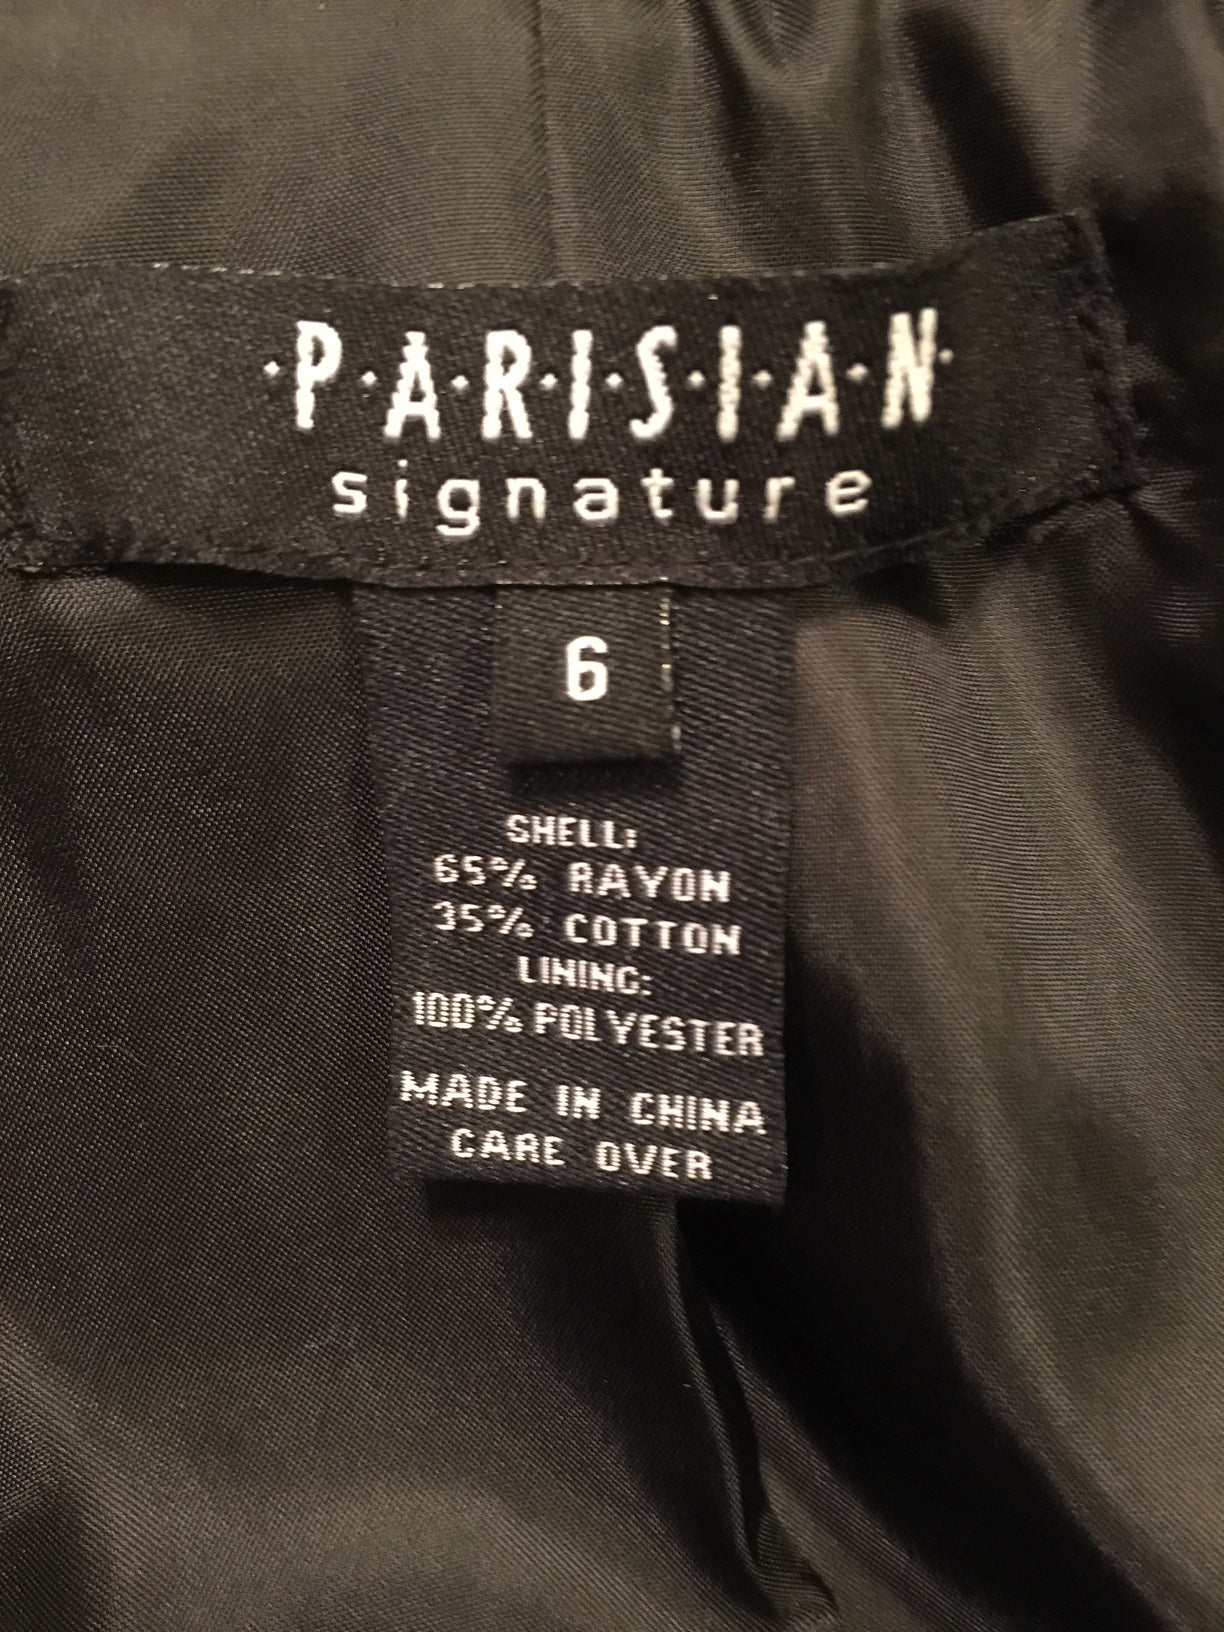 ·P·A·R·I·S·I·A·N·
signature
6
SHELL:
65% RAYON
35% COTTON
LINING:
100% POLYESTER
MADE IN CHINA
CARE OVER